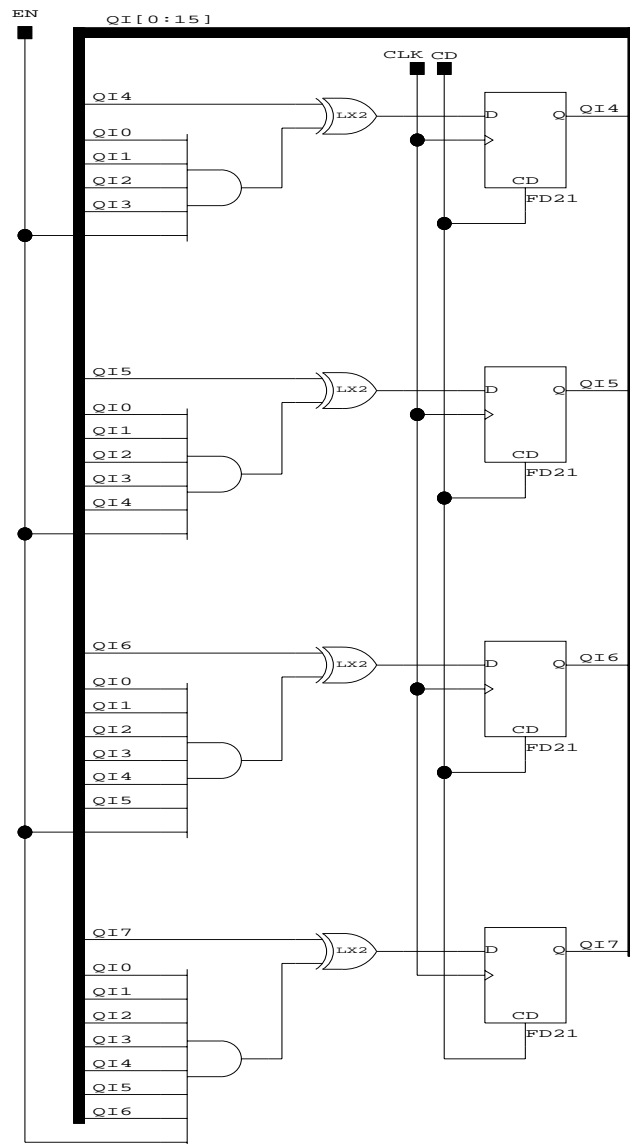 EN
QI[0:15]
CLK CD
QI4
LX2
D Q QI4
QI0
QI1
QI2
QI3
CD
FD21
QI5
LX2
D Q QI5
QI0
QI1
QI2
QI3
QI4
CD
FD21
QI6
LX2
D Q QI6
QI0
QI1
QI2
QI3
QI4
QI5
CD
FD21
QI7
LX2
D Q QI7
QI0
QI1
QI2
QI3
QI4
QI5
QI6
CD
FD21